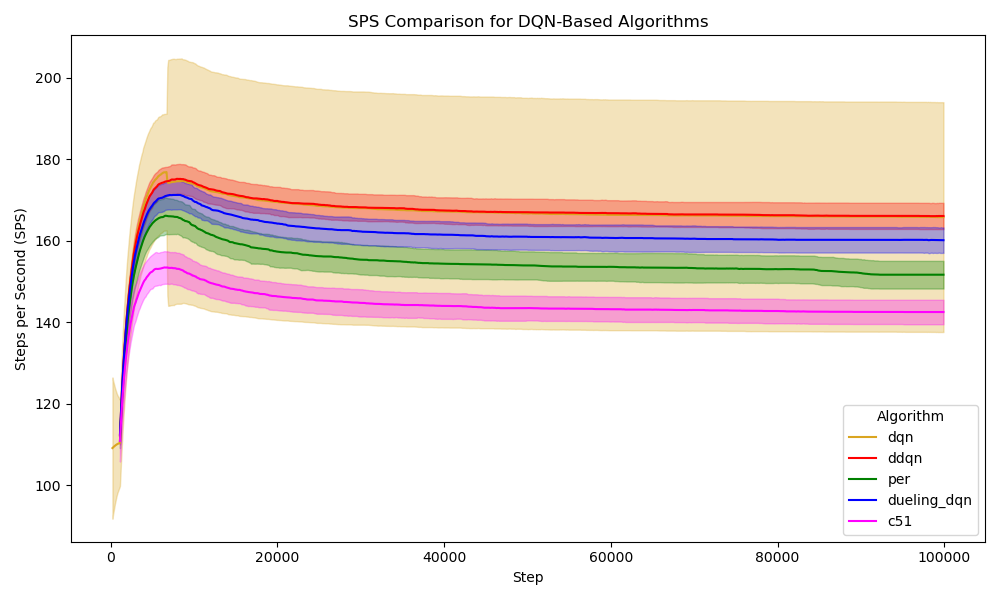 SPS Comparison for DQN-Based Algorithms
Steps per Second (SPS)
200
180
160
140
120
100
0
20000
40000
60000
80000
100000
Step
Algorithm
dqn
ddqn
per
dueling_dqn
c51